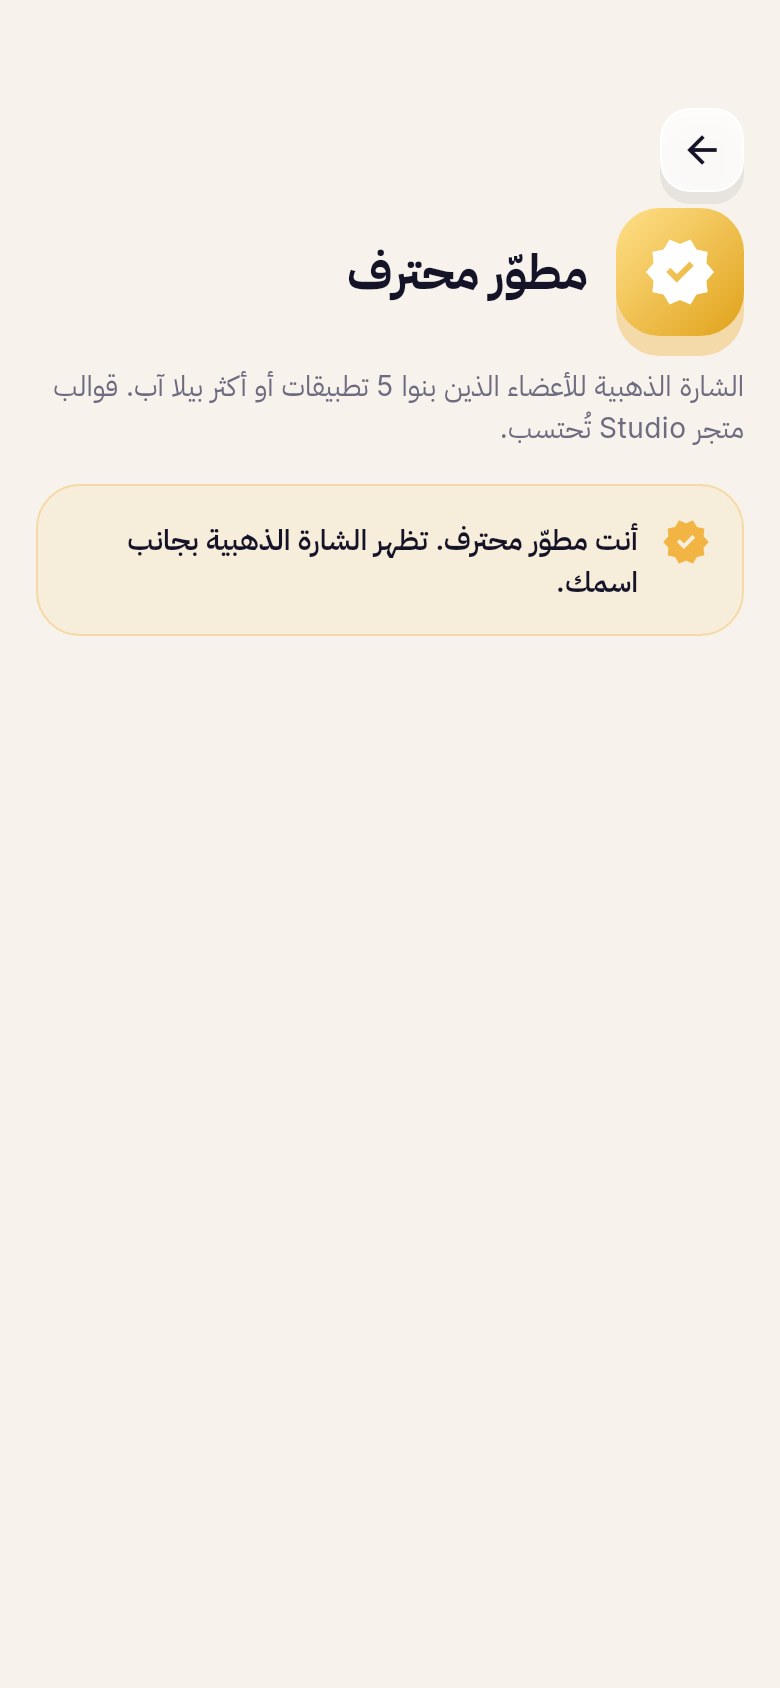 مطوّر محترف
الشارة الذهبية للأعضاء الذين بنوا 5 تطبيقات أو أكثر بيلا آب. قوالب
متجر Studio تُحتسب.
أنت مطوّر محترف. تظهر الشارة الذهبية بجانب
اسمك.